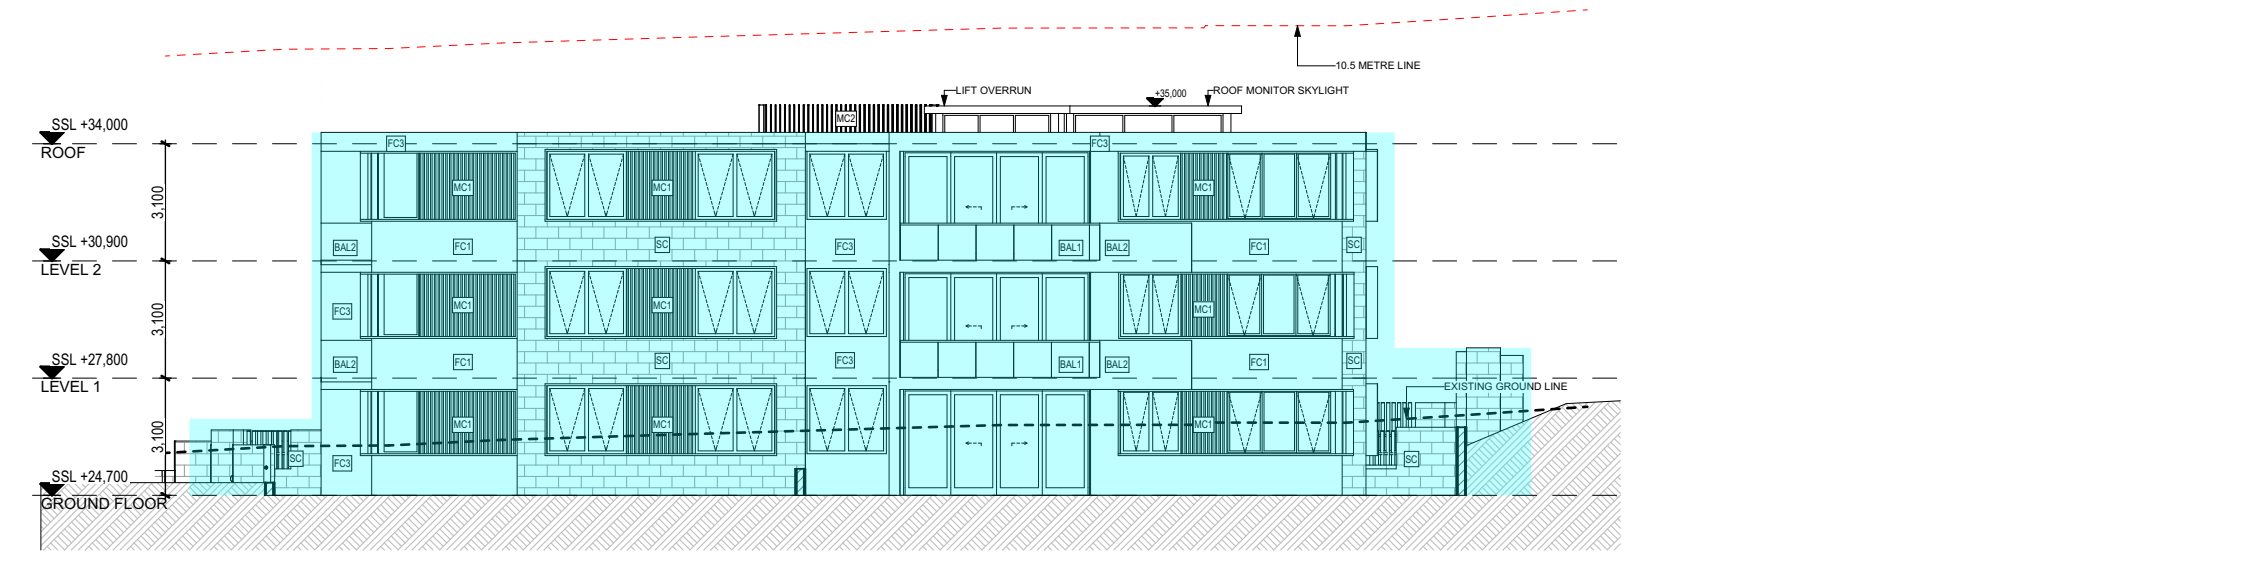 10.5 METRE LINE
LIFT OVERRUN
+35,000
ROOF MONITOR SKYLIGHT
MC2
SSL +34,000
ROOF
FC3
FC3
3,100
MC1
MC1
MC1
SSL +30,900
LEVEL 2
BAL2
FC1
SC
FC3
BAL1
BAL2
FC1
SC
3,100
FC3
MC1
MC1
MC1
SSL +27,800
LEVEL 1
BAL2
FC1
SC
FC3
BAL1
BAL2
FC1
SC
EXISTING GROUND LINE
3,100
MC1
MC1
MC1
SC
FC3
SC
SSL +24,700
GROUND FLOOR